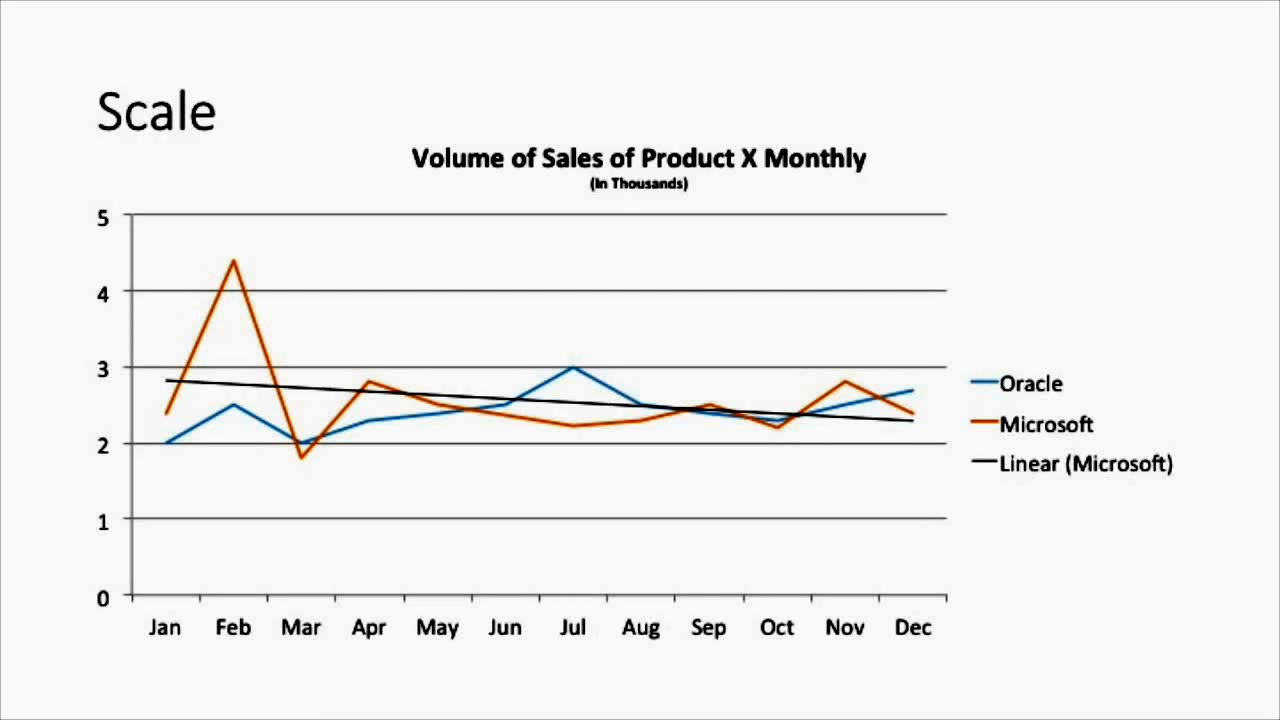 Scale
Volume of Sales of Product X Monthly
(In Thousands)
5
4
3
2
1
0
Jan Feb Mar Apr May Jun Jul Aug Sep Oct Nov Dec
Oracle
Microsoft
Linear (Microsoft)